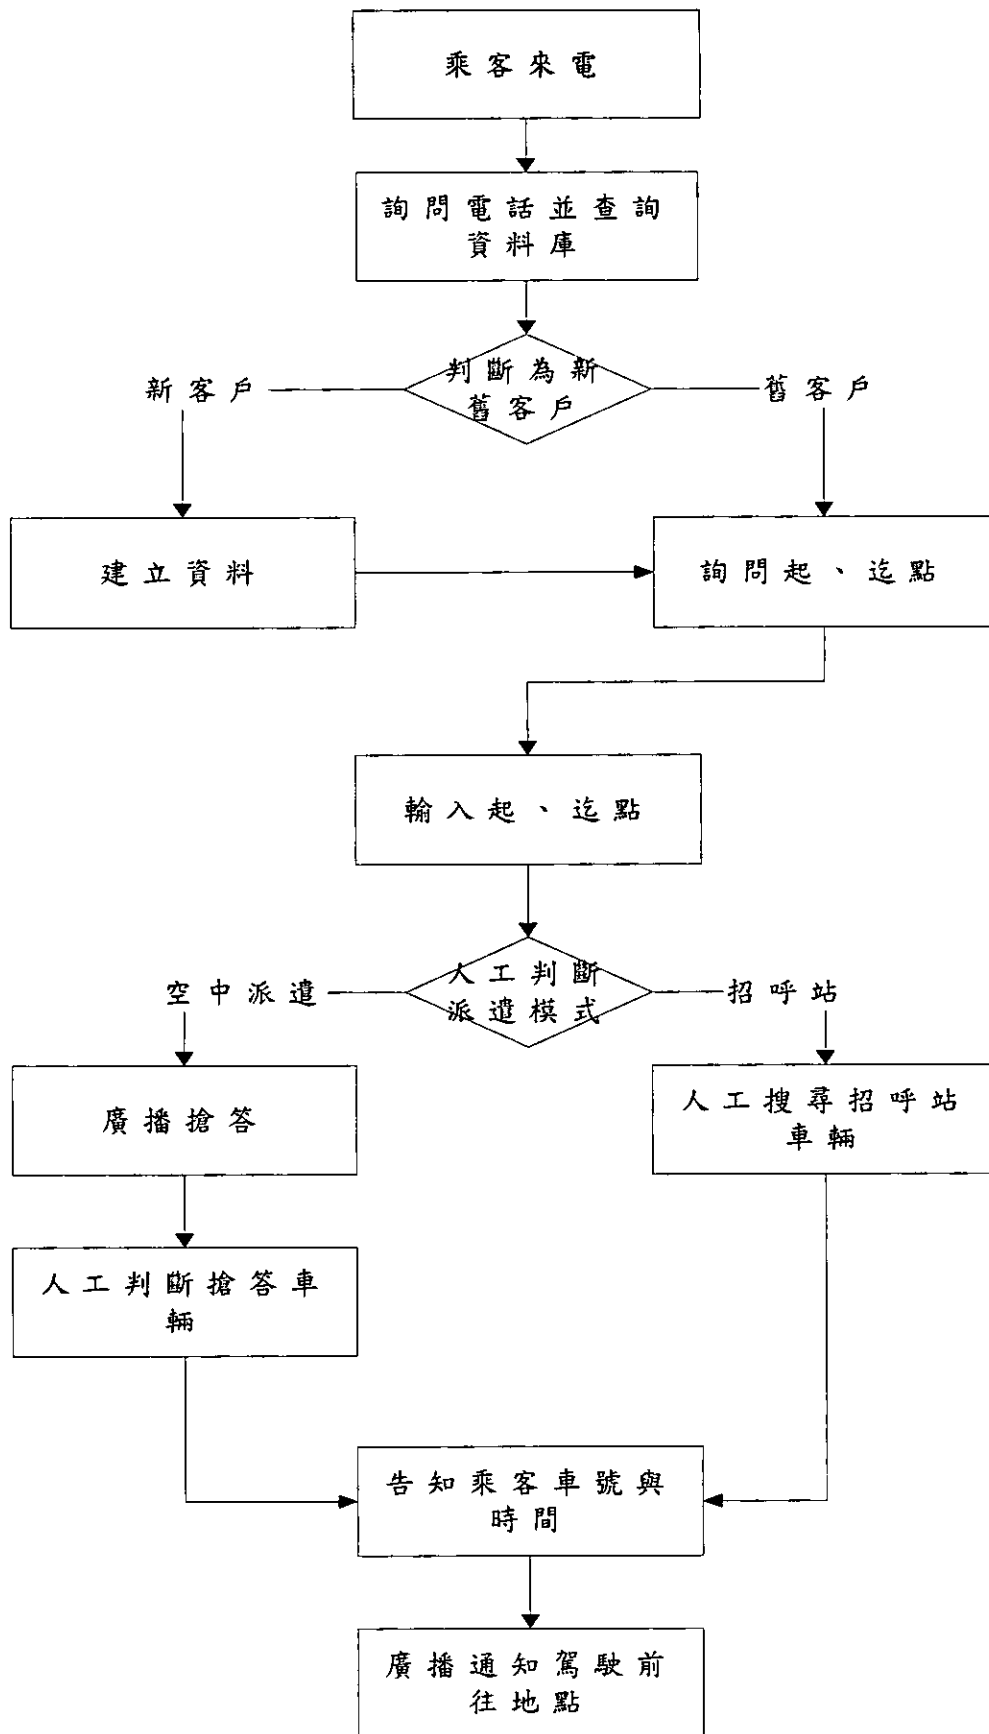 乘客來電
詢問電話並查詢
資料庫
判斷為新
舊客戶
新客戶
舊客戶
建立資料
詢問起、迄點
輸入起、迄點
人工判斷
派遣模式
空中派遣
招呼站
廣播搶答
人工搜尋招呼站
車輛
人工判斷搶答車
輛
告知乘客車號與
時間
廣播通知駕駛前
往地點